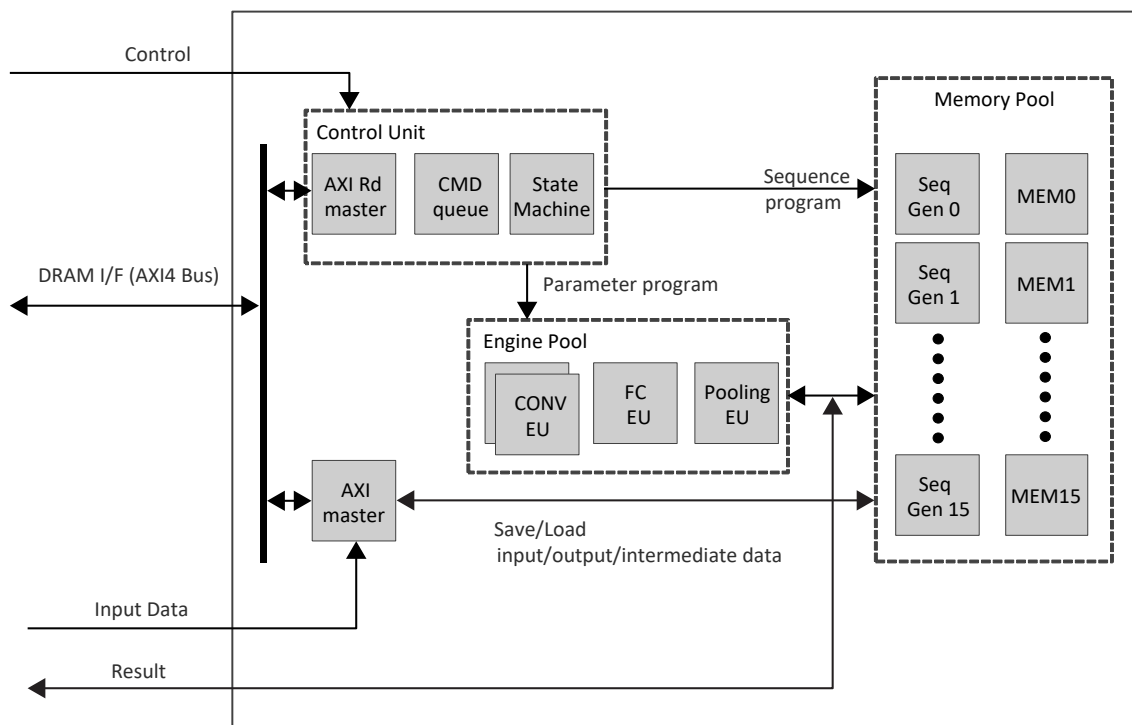 Control
Memory Pool
Control Unit
AXI Rd
master
CMD
queue
State
Machine
Sequence
program
Seq
Gen 0
MEM0
DRAM I/F (AXI4 Bus)
Parameter program
Seq
Gen 1
MEM1
Engine Pool
CONV
EU
FC
EU
Pooling
EU
AXI
master
Seq
Gen 15
MEM15
Save/Load
input/output/intermediate data
Input Data
Result